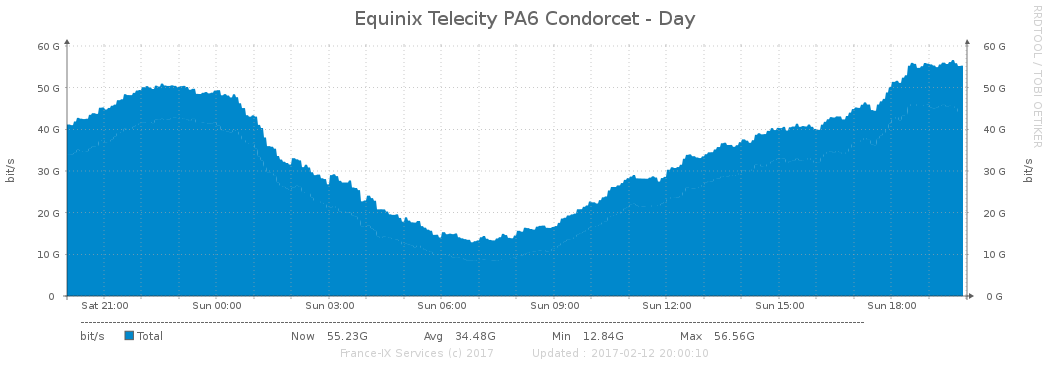 Equinix Telecity PA6 Condorcet - Day
RRDTOOL / TOBI OETIKER
60 G 60 G
50 G 50 G
40 G 40 G
30 G 30 G
20 G 20 G
10 G 10 G
0 0 G
bit/s bit/s
Sat 21:00 Sun 00:00 Sun 03:00 Sun 06:00 Sun 09:00 Sun 12:00 Sun 15:00 Sun 18:00
bit/s Total Now 55.23G Avg 34.48G Min 12.84G Max 56.56G
France-IX Services (c) 2017 Updated : 2017-02-12 20:00:10